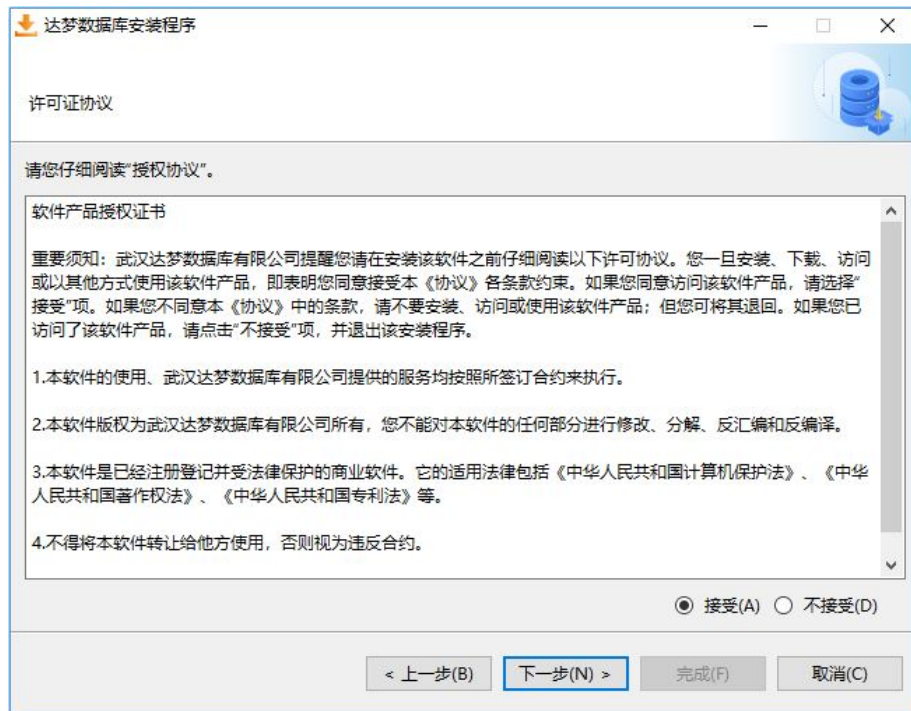 达梦数据库安装程序
许可证协议
请您仔细阅读“授权协议”。
软件产品授权证书
重要须知：武汉达梦数据库有限公司提醒您请在安装该软件之前仔细阅读以下许可协议。您一旦安装、下载、访问
或以其他方式使用该软件产品，即表明您同意接受本《协议》各条款约束。如果您同意访问该软件产品，请选择“
接受”项。如果您不同意本《协议》中的条款，请不要安装、访问或使用该软件产品；但您可将其退回。如果您已
访问了该软件产品，请点击“不接受”项，并退出该安装程序。
1.本软件的使用、武汉达梦数据库有限公司提供的服务均按照所签订合约来执行。
2.本软件版权为武汉达梦数据库有限公司所有，您不能对本软件的任何部分进行修改、分解、反汇编和反编译。
3.本软件是已经注册登记并受法律保护的商业软件。它的适用法律包括《中华人民共和国计算机保护法》、《中华
人民共和国著作权法》、《中华人民共和国专利法》等。
4.不得将本软件转让给他方使用，否则视为违反合约。
接受(A) 不接受(D)
< 上一步(B) 下一步(N) > 完成(F) 取消(C)